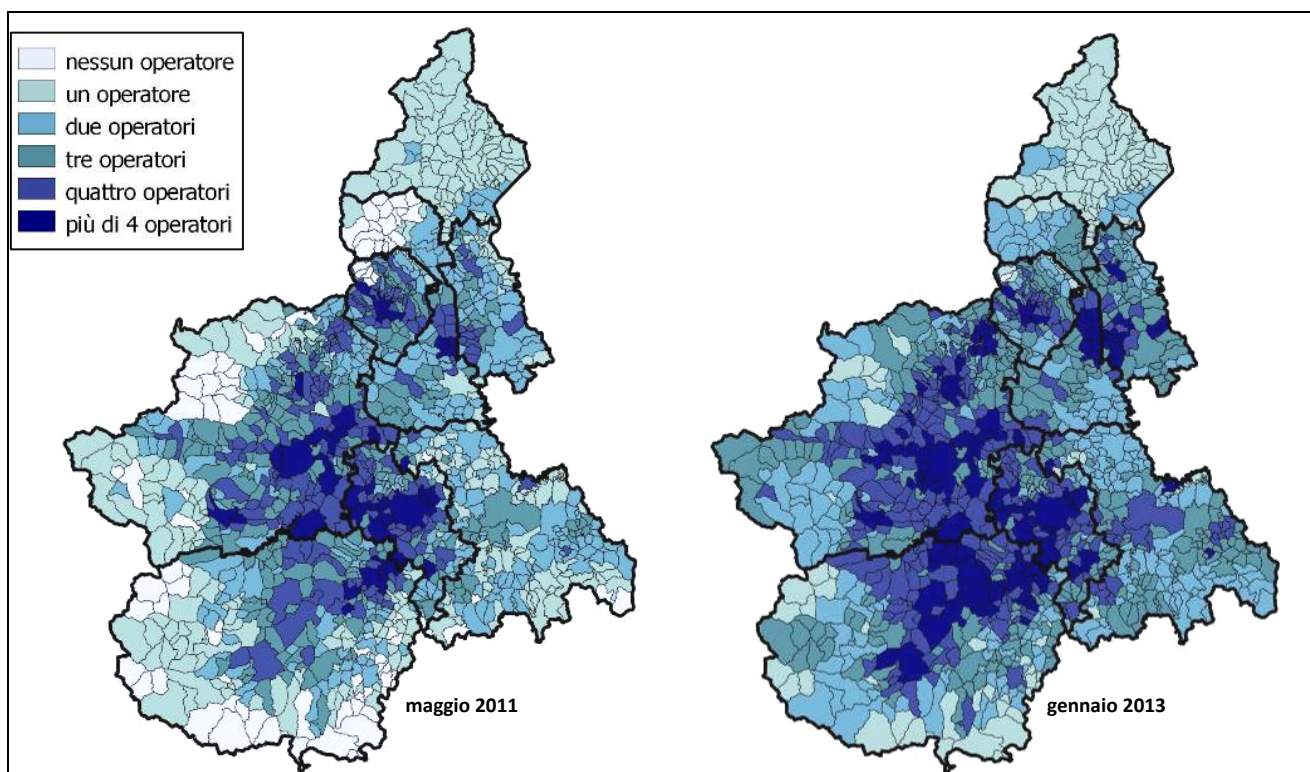 nessun operatore
un operatore
due operatori
tre operatori
quattro operatori
più di 4 operatori
maggio 2011
gennaio 2013